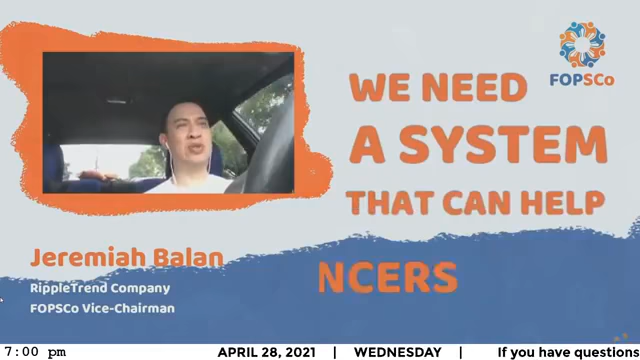 FOPSCo
WE NEED
A SYSTEM
THAT CAN HELP
NCERS
Jeremiah Balan
RippleTrend Company
FOPSCo Vice-Chairman
7:00 pm
APRIL 28, 2021 | WEDNESDAY | If you have questions